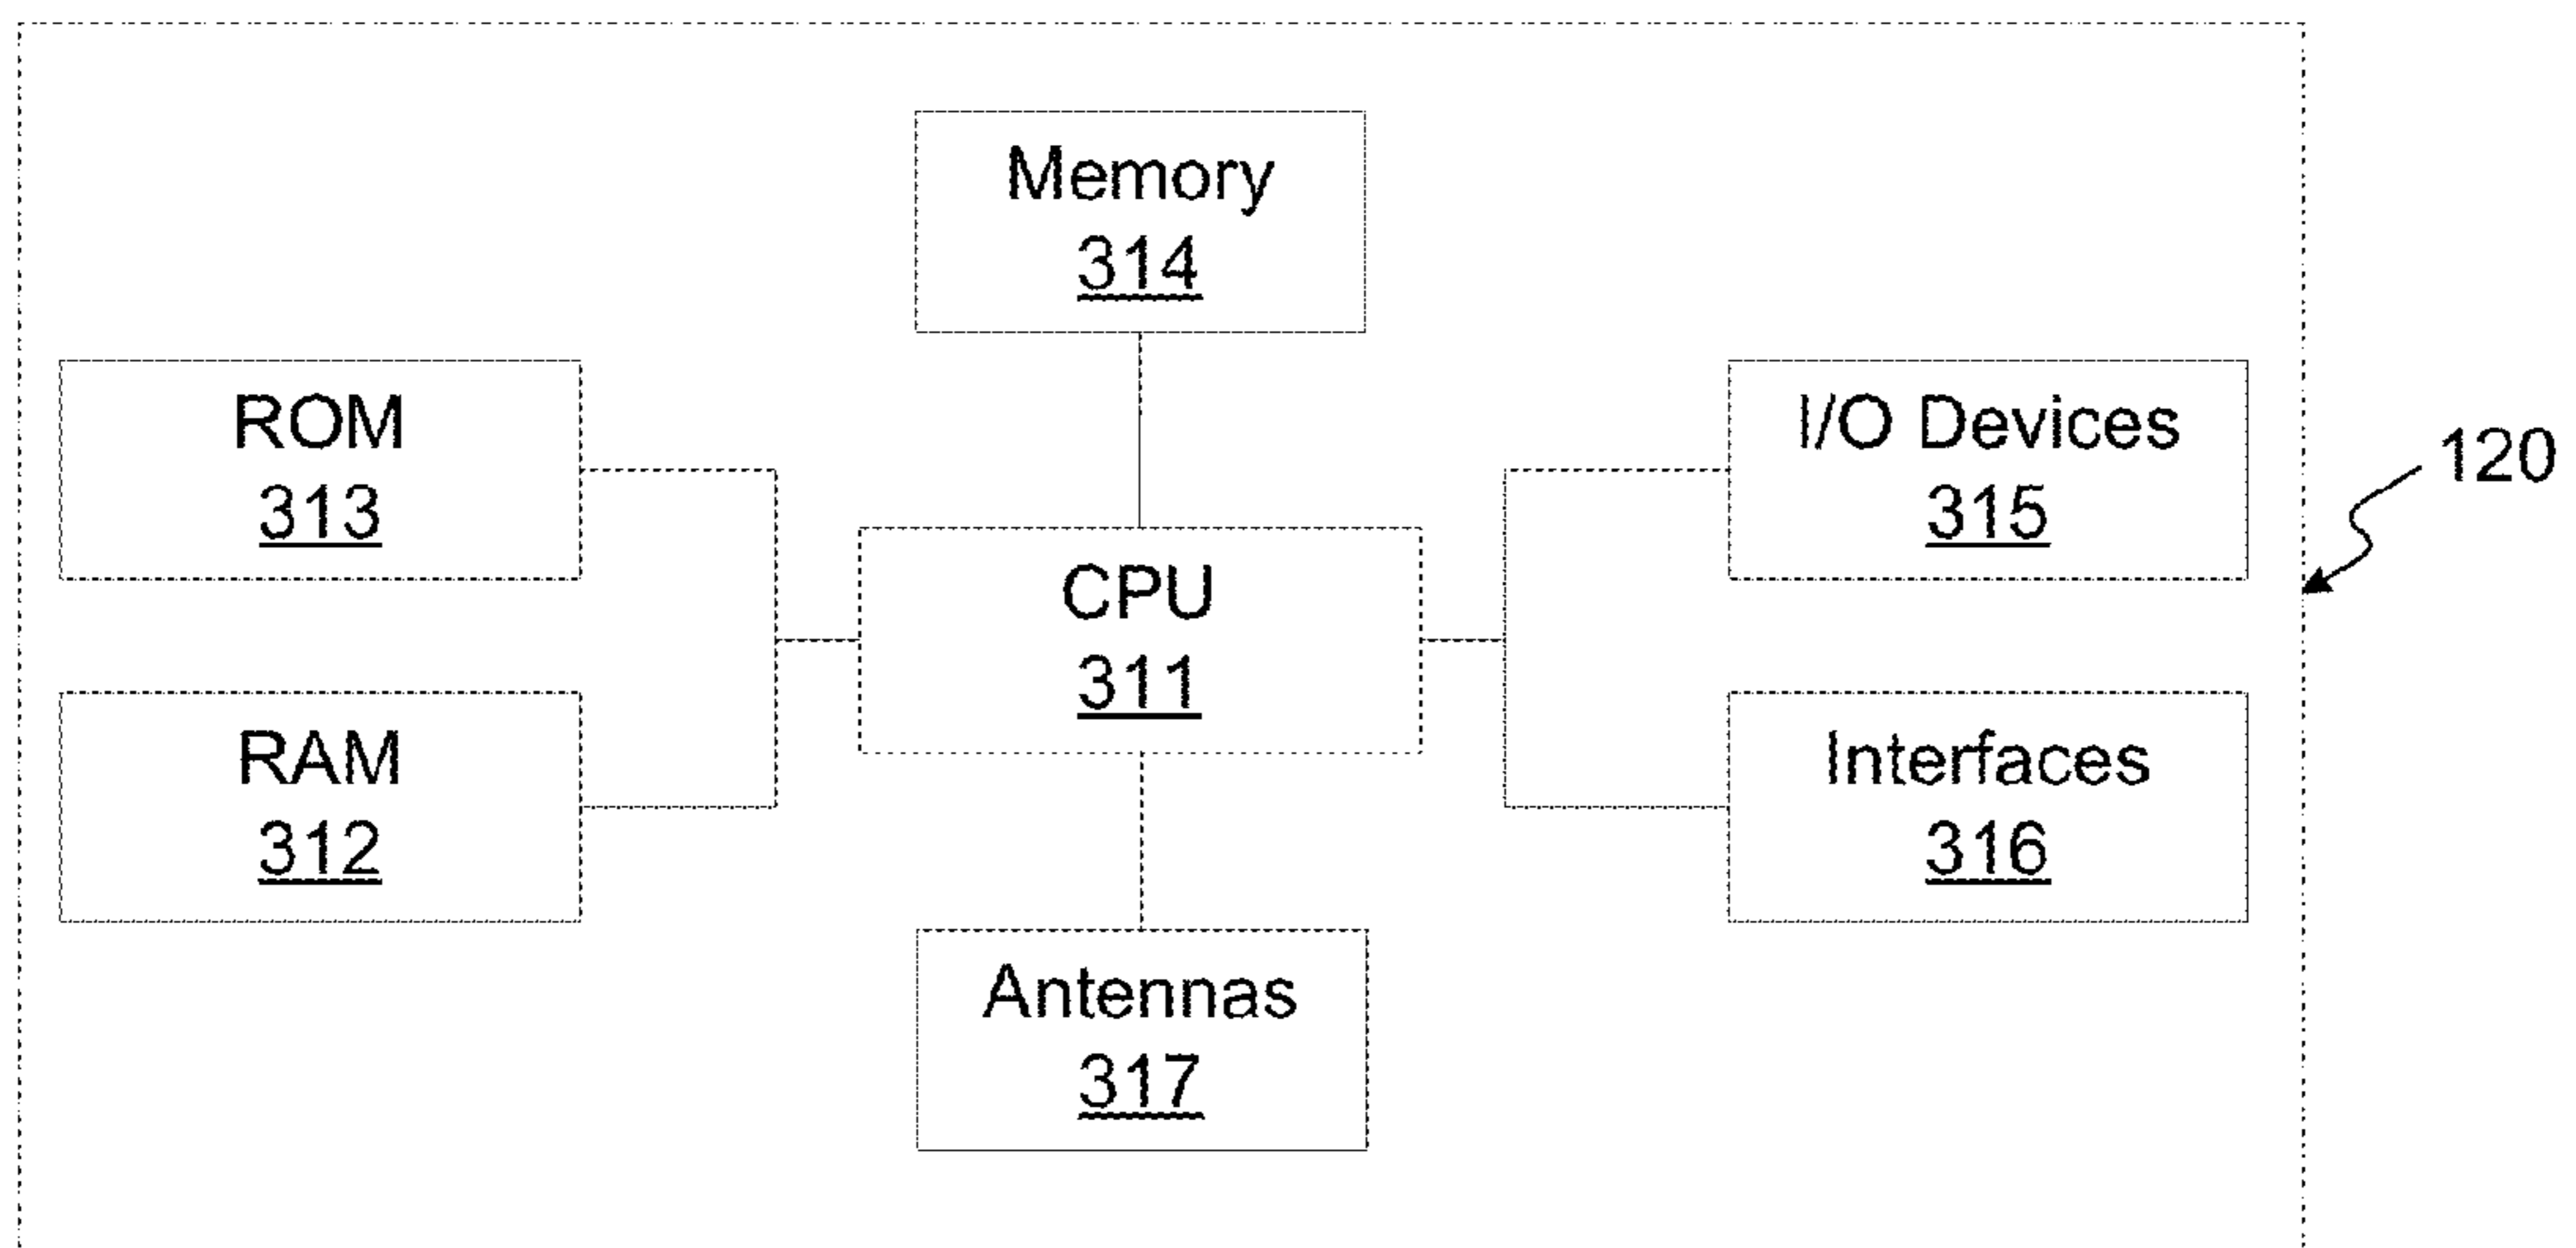 Memory
314
ROM
313
I/O Devices
315
120
CPU
311
RAM
312
Interfaces
316
Antennas
317